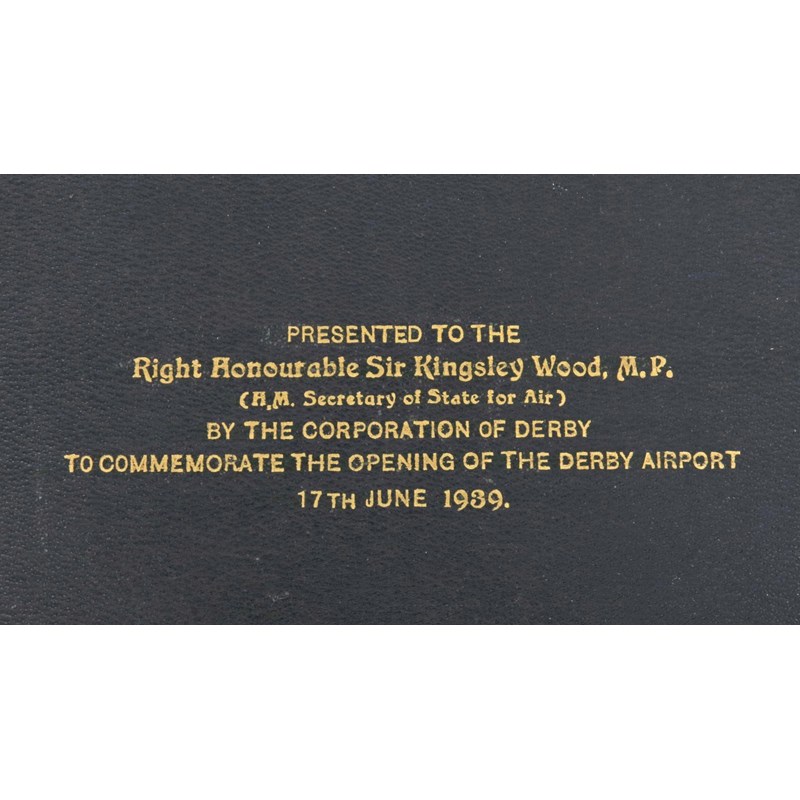 PRESENTED TO THE
Right Honourable Sir Kingsley Wood, M.P.
(H.M. Secretary of State for Air)
BY THE CORPORATION OF DERBY
TO COMMEMORATE THE OPENING OF THE DERBY AIRPORT
17TH JUNE 1939.